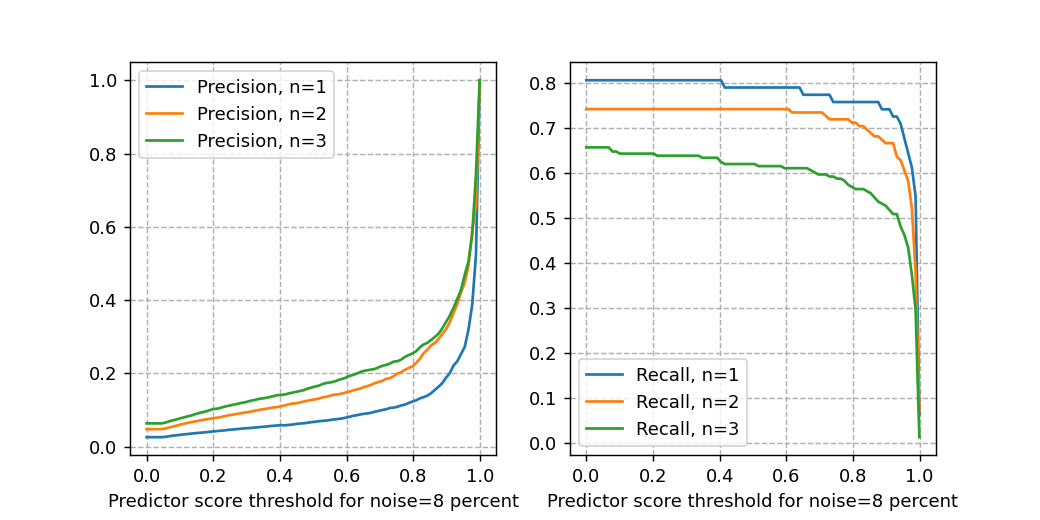 1.0
0.8
0.6
0.4
0.2
0.0
Precision, n=1
Precision, n=2
Precision, n=3
0.0 0.2 0.4 0.6 0.8 1.0
Predictor score threshold for noise=8 percent
0.8
0.7
0.6
0.5
0.4
0.3
0.2
0.1
0.0
Recall, n=1
Recall, n=2
Recall, n=3
0.0 0.2 0.4 0.6 0.8 1.0
Predictor score threshold for noise=8 percent